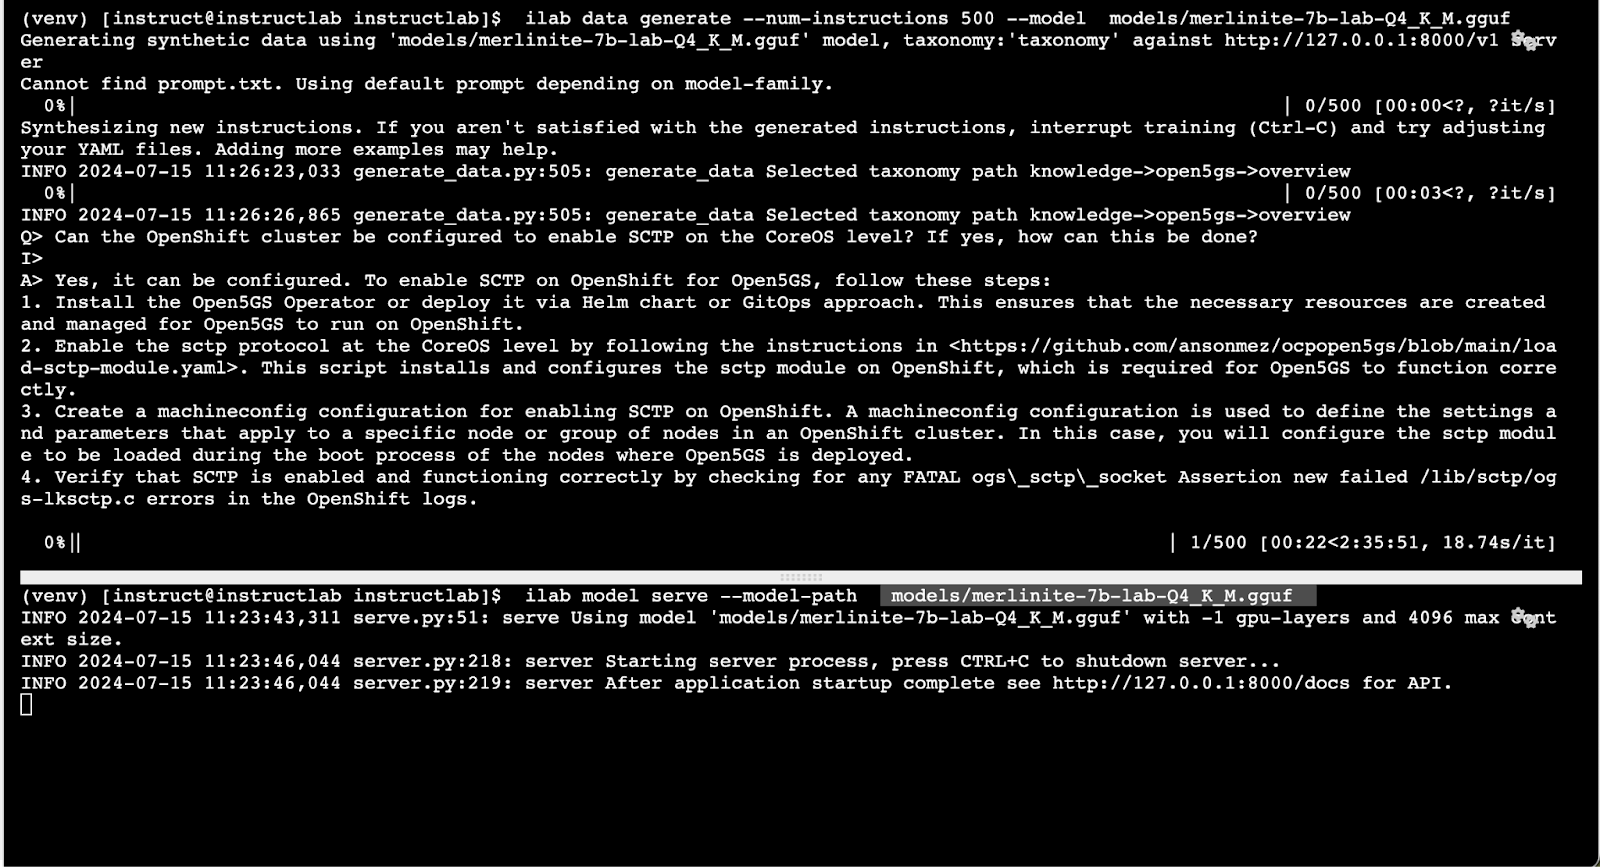 (venv) [instruct@instructlab instructlab]$  ilab data generate --num-instructions 500 --model  models/merlinite-7b-lab-Q4_K_M.gguf
Generating synthetic data using 'models/merlinite-7b-lab-Q4_K_M.gguf' model, taxonomy:'taxonomy' against http://127.0.0.1:8000/v1 Serv
er
Cannot find prompt.txt. Using default prompt depending on model-family.
  0%|                                                                                                          | 0/500 [00:00<?, ?it/s]
Synthesizing new instructions. If you aren't satisfied with the generated instructions, interrupt training (Ctrl-C) and try adjusting
your YAML files. Adding more examples may help.
INFO 2024-07-15 11:26:23,033 generate_data.py:505: generate_data Selected taxonomy path knowledge->open5gs->overview
  0%|                                                                                                          | 0/500 [00:03<?, ?it/s]
INFO 2024-07-15 11:26:26,865 generate_data.py:505: generate_data Selected taxonomy path knowledge->open5gs->overview
Q> Can the OpenShift cluster be configured to enable SCTP on the CoreOS level? If yes, how can this be done?
I>
A> Yes, it can be configured. To enable SCTP on OpenShift for Open5GS, follow these steps:
1. Install the Open5GS Operator or deploy it via Helm chart or GitOps approach. This ensures that the necessary resources are created
and managed for Open5GS to run on OpenShift.
2. Enable the sctp protocol at the CoreOS level by following the instructions in <https://github.com/ansonmez/ocpopen5gs/blob/main/loa
d-sctp-module.yaml>. This script installs and configures the sctp module on OpenShift, which is required for Open5GS to function corre
ctly.
3. Create a machineconfig configuration for enabling SCTP on OpenShift. A machineconfig configuration is used to define the settings a
nd parameters that apply to a specific node or group of nodes in an OpenShift cluster. In this case, you will configure the sctp modul
e to be loaded during the boot process of the nodes where Open5GS is deployed.
4. Verify that SCTP is enabled and functioning correctly by checking for any FATAL ogs\_sctp\_socket Assertion new failed /lib/sctp/og
s-lksctp.c errors in the OpenShift logs.
  0%||                                                                                               | 1/500 [00:22<2:35:51, 18.74s/it]
(venv) [instruct@instructlab instructlab]$  ilab model serve --model-path   models/merlinite-7b-lab-Q4_K_M.gguf
INFO 2024-07-15 11:23:43,311 serve.py:51: serve Using model 'models/merlinite-7b-lab-Q4_K_M.gguf' with -1 gpu-layers and 4096 max cont
ext size.
INFO 2024-07-15 11:23:46,044 server.py:218: server Starting server process, press CTRL+C to shutdown server...
INFO 2024-07-15 11:23:46,044 server.py:219: server After application startup complete see http://127.0.0.1:8000/docs for API.